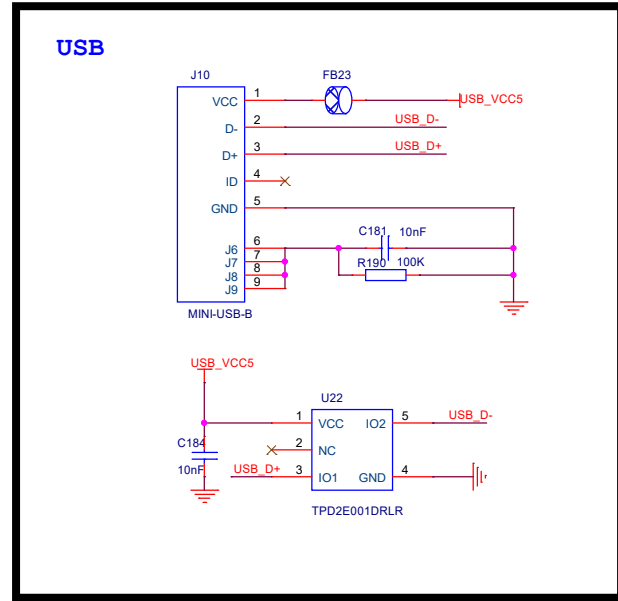 USB
J10
FB23
VCC 1 USB_VCC5
D- 2 USB_D-
D+ 3 USB_D+
ID 4
GND 5
C181 10nF
J6 6
J7 7
R190 100K
J8 8
J9 9
MINI-USB-B
USB_VCC5
U22
1 VCC IO2 5 USB_D-
C184
2 NC
10nF
USB_D+ 3 IO1 GND 4
TPD2E001DRLR